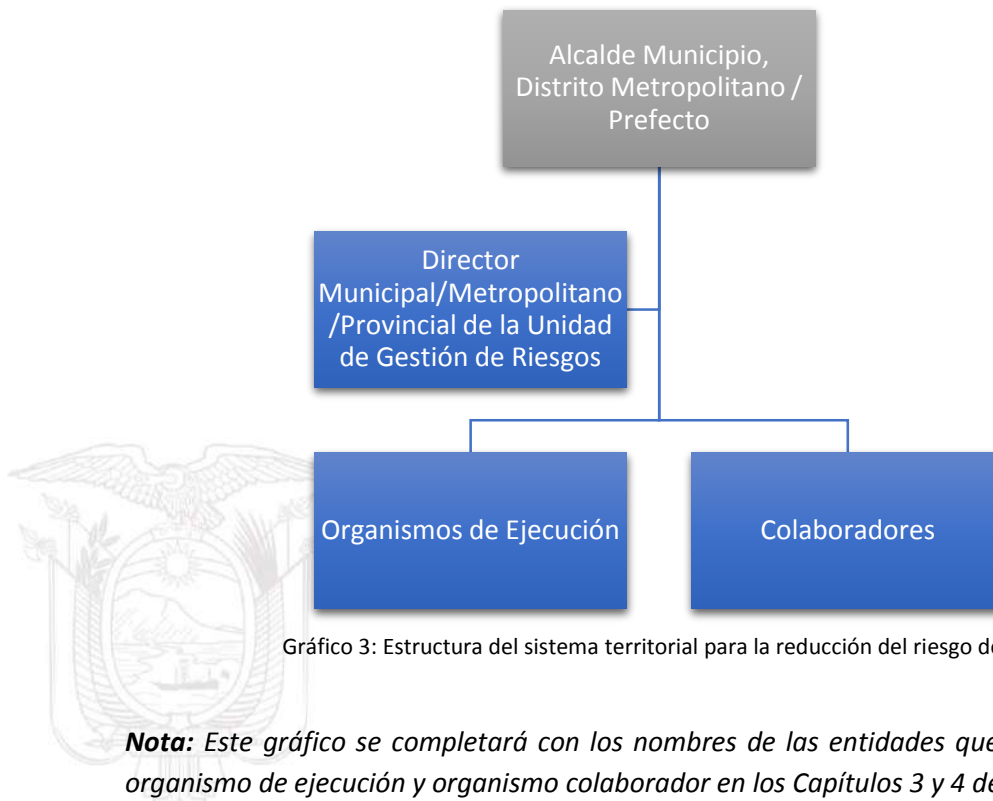 Alcalde Municipio,
Distrito Metropolitano /
Prefecto
Director
Municipal/Metropolitano
/Provincial de la Unidad
de Gestión de Riesgos
Organismos de Ejecución
Colaboradores
Gráfico 3: Estructura del sistema territorial para la reducción del riesgo de
Nota: Este gráfico se completará con los nombres de las entidades que
organismo de ejecución y organismo colaborador en los Capítulos 3 y 4 de